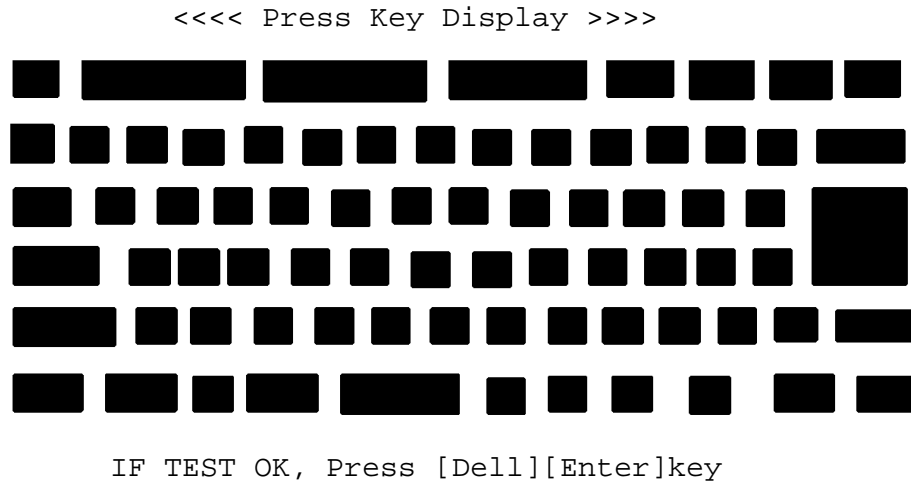 <<<< Press Key Display >>>>
IF TEST OK, Press [Dell][Enter]key